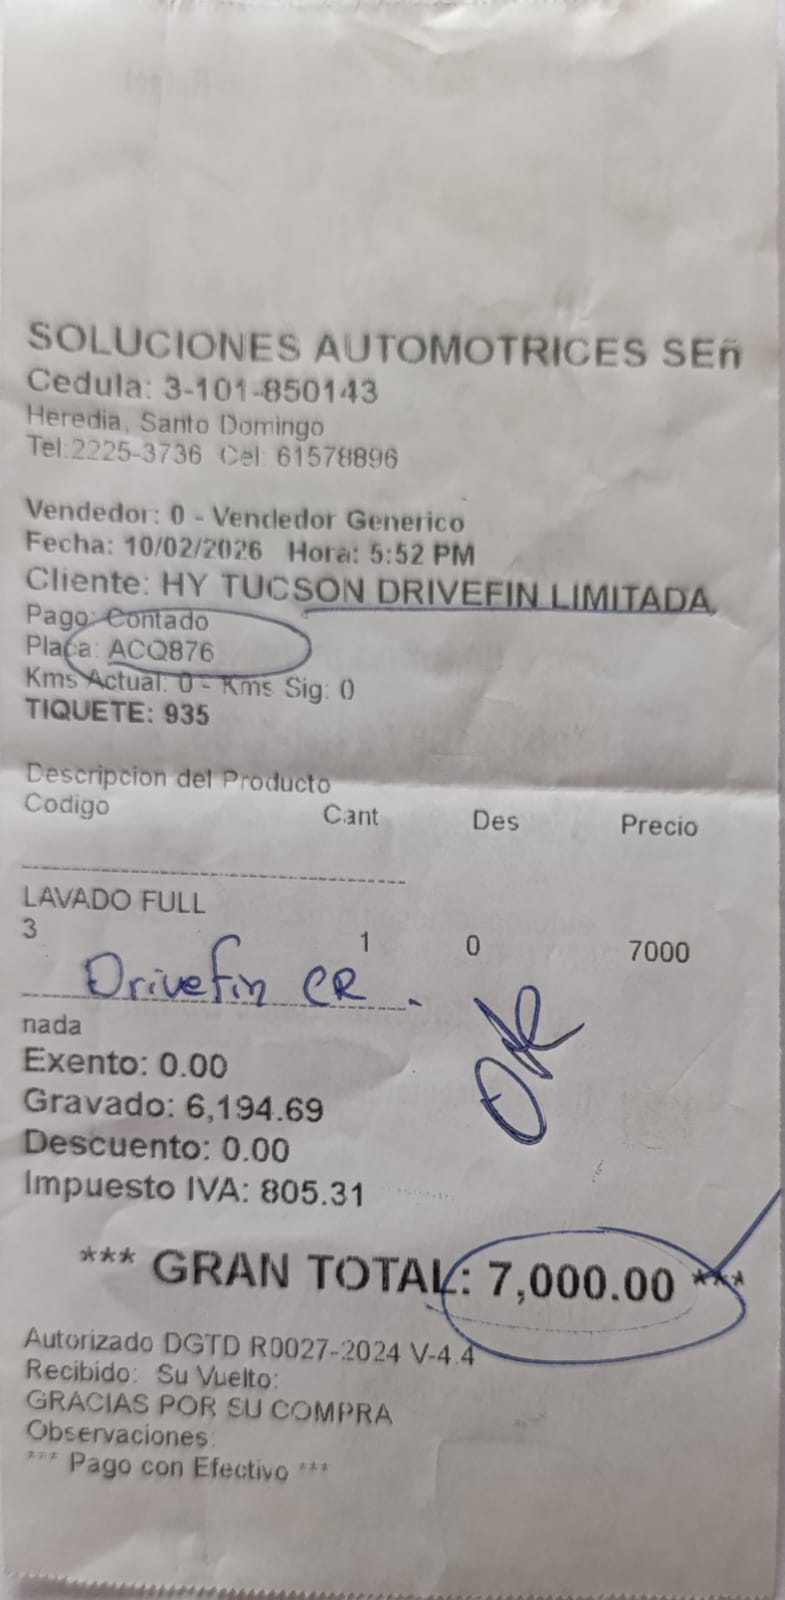 SOLUCIONES AUTOMOTRICES SEñ
Cedula: 3-101-850143
Heredia, Santo Domingo
Tel:2225-3736 Cel: 61578896
Vendedor: 0 - Vendedor Generico
Fecha: 10/02/2026 Hora: 5:52 PM
Cliente: HY TUCSON DRIVEFIN LIMITADA
Pago: Contado
Placa: ACQ876
Kms Actual: 0 - Kms Sig: 0
TIQUETE: 935
Descripcion del Producto
Codigo Cant Des Precio
LAVADO FULL
3 1 0 7000
Drivefin CR
nada
Exento: 0.00
Gravado: 6,194.69
Descuento: 0.00
Impuesto IVA: 805.31
*** GRAN TOTAL: 7,000.00 ***
Autorizado DGTD R0027-2024 V-4.4
Recibido: Su Vuelto:
GRACIAS POR SU COMPRA
Observaciones:
*** Pago con Efectivo ***